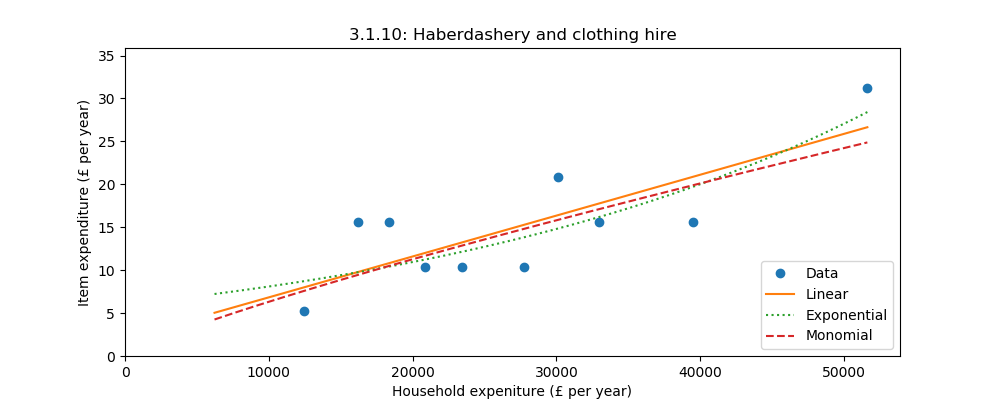 3.1.10: Haberdashery and clothing hire
Item expenditure (£ per year)
35
30
25
20
15
10
5
0
0 10000 20000 30000 40000 50000
Household expeniture (£ per year)
Data
Linear
Exponential
Monomial